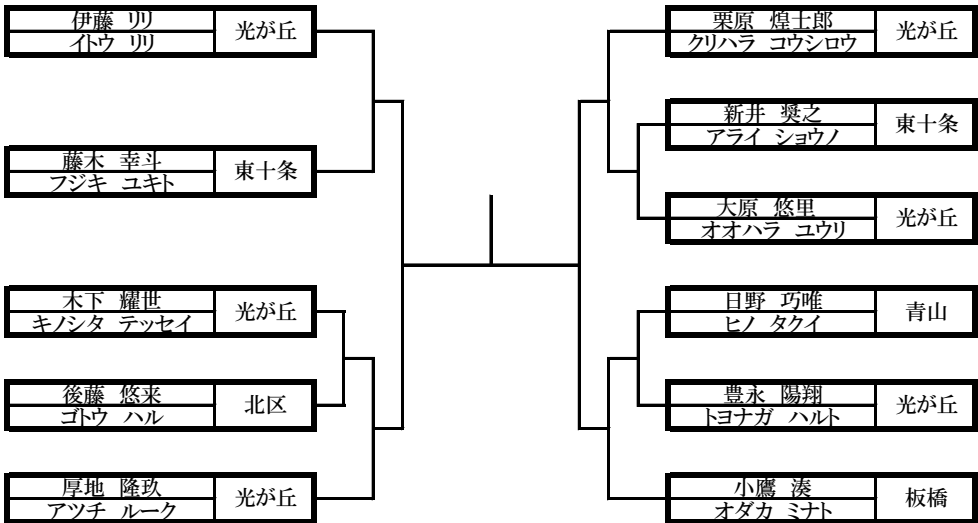 伊藤 リリ
イトウ リリ
光が丘
藤木 幸斗
フジキ ユキト
東十条
木下 耀世
キノシタ テッセイ
光が丘
後藤 悠来
ゴトウ ハル
北区
厚地 隆玖
アツチ ルーク
光が丘
栗原 煌士郎
クリハラ コウシロウ
光が丘
新井 奨之
アライ ショウノ
東十条
大原 悠里
オオハラ ユウリ
光が丘
日野 巧唯
ヒノ タクイ
青山
豊永 陽翔
トヨナガ ハルト
光が丘
小鷹 湊
オダカ ミナト
板橋